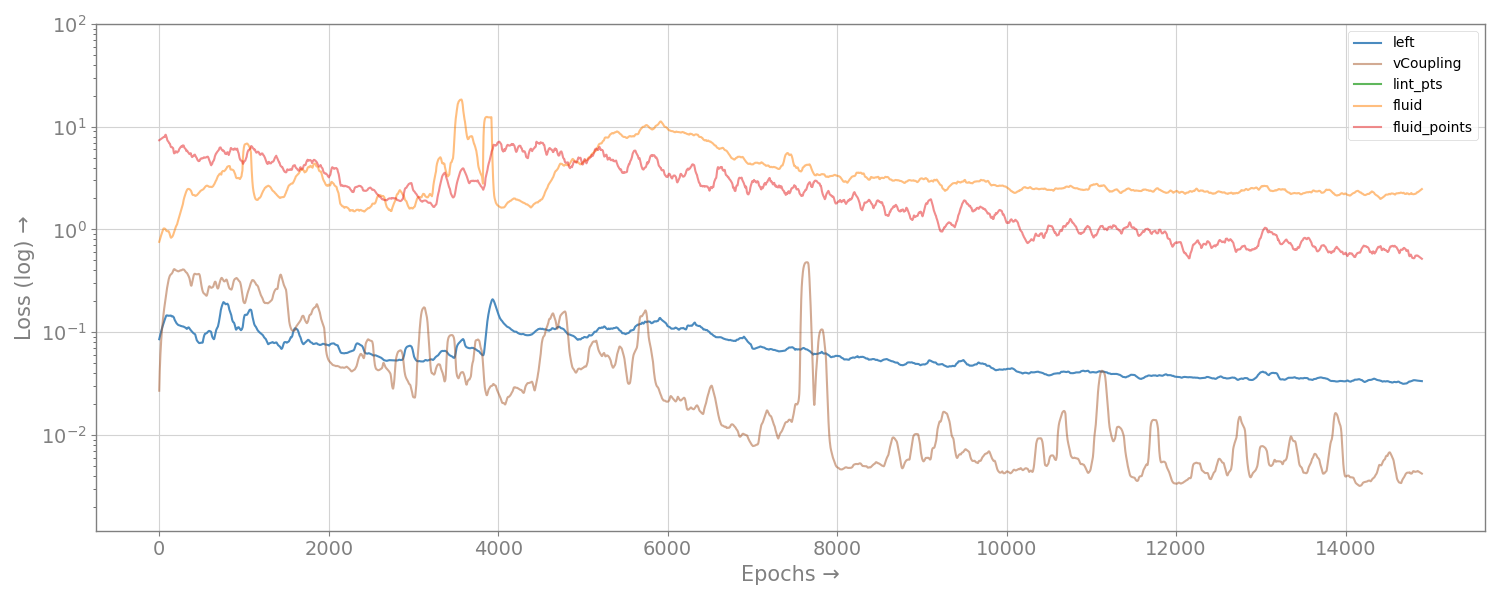 10²
10¹
10⁰
10⁻¹
10⁻²
Loss (log) →
0 2000 4000 6000 8000 10000 12000 14000
Epochs →
left
vCoupling
lint_pts
fluid
fluid_points